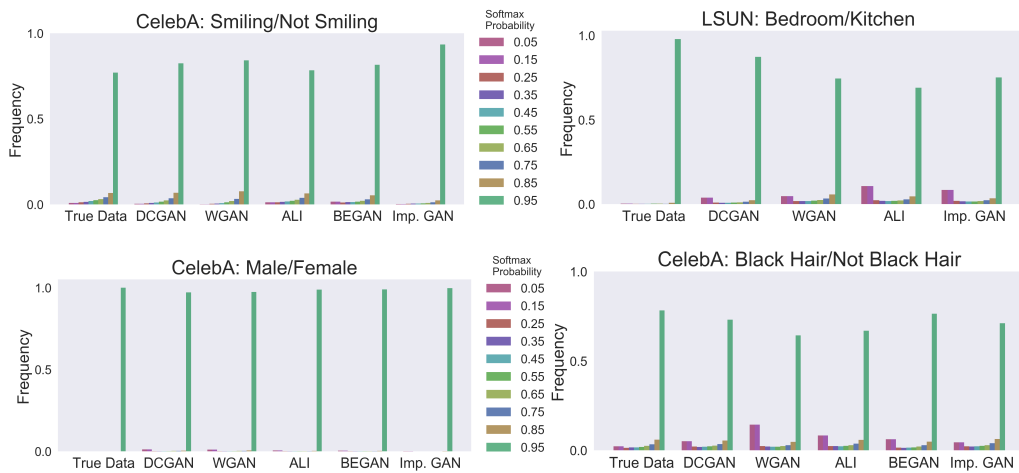 CelebA: Smiling/Not Smiling
Frequency
1.0
0.5
0.0
True Data DCGAN WGAN ALI BEGAN Imp. GAN
Softmax
Probability
0.05
0.15
0.25
0.35
0.45
0.55
0.65
0.75
0.85
0.95
LSUN: Bedroom/Kitchen
Frequency
1.0
0.5
0.0
True Data DCGAN WGAN ALI Imp. GAN
CelebA: Male/Female
Frequency
1.0
0.5
0.0
True Data DCGAN WGAN ALI BEGAN Imp. GAN
Softmax
Probability
0.05
0.15
0.25
0.35
0.45
0.55
0.65
0.75
0.85
0.95
CelebA: Black Hair/Not Black Hair
Frequency
1.0
0.5
0.0
True Data DCGAN WGAN ALI BEGAN Imp. GAN